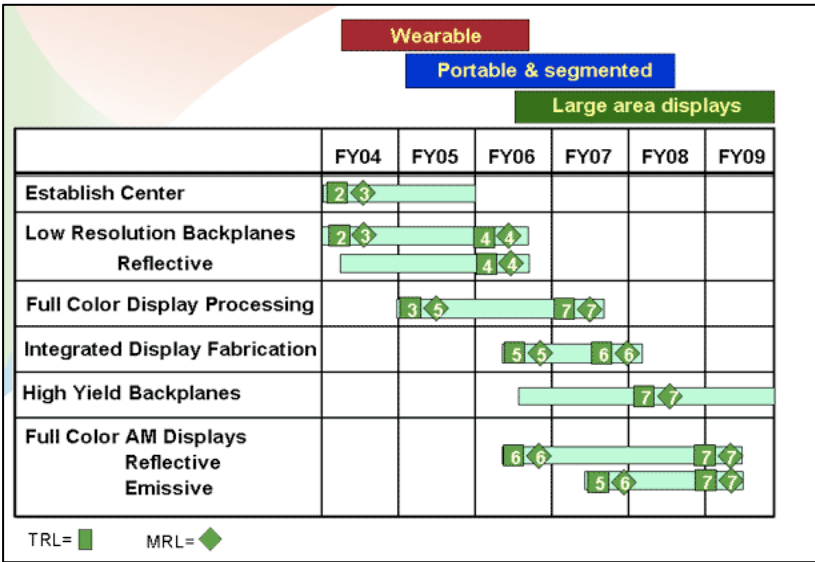 Wearable
Portable & segmented
Large area displays
FY04 FY05 FY06 FY07 FY08 FY09
Establish Center 2 3
Low Resolution Backplanes 2 3 4 4
Reflective 4 4
Full Color Display Processing 3 5 7 7
Integrated Display Fabrication 5 5 6 6
High Yield Backplanes 7 7
Full Color AM Displays
Reflective 6 6 7 7
Emissive 5 6 7 7
TRL= MRL=